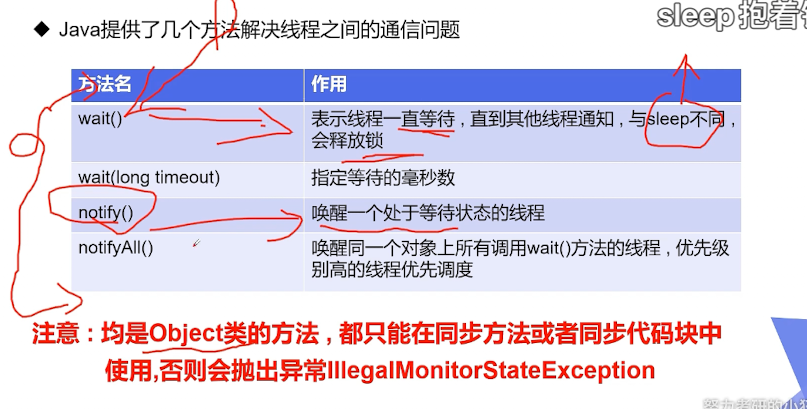 sleep 抱着
◆ Java提供了几个方法解决线程之间的通信问题
方法名 作用
wait() 表示线程一直等待，直到其他线程通知，与sleep不同，
会释放锁
wait(long timeout) 指定等待的毫秒数
notify() 唤醒一个处于等待状态的线程
notifyAll() 唤醒同一个对象上所有调用wait()方法的线程，优先级
别高的线程优先调度
注意：均是Object类的方法，都只能在同步方法或者同步代码块中
使用,否则会抛出异常IllegalMonitorStateException